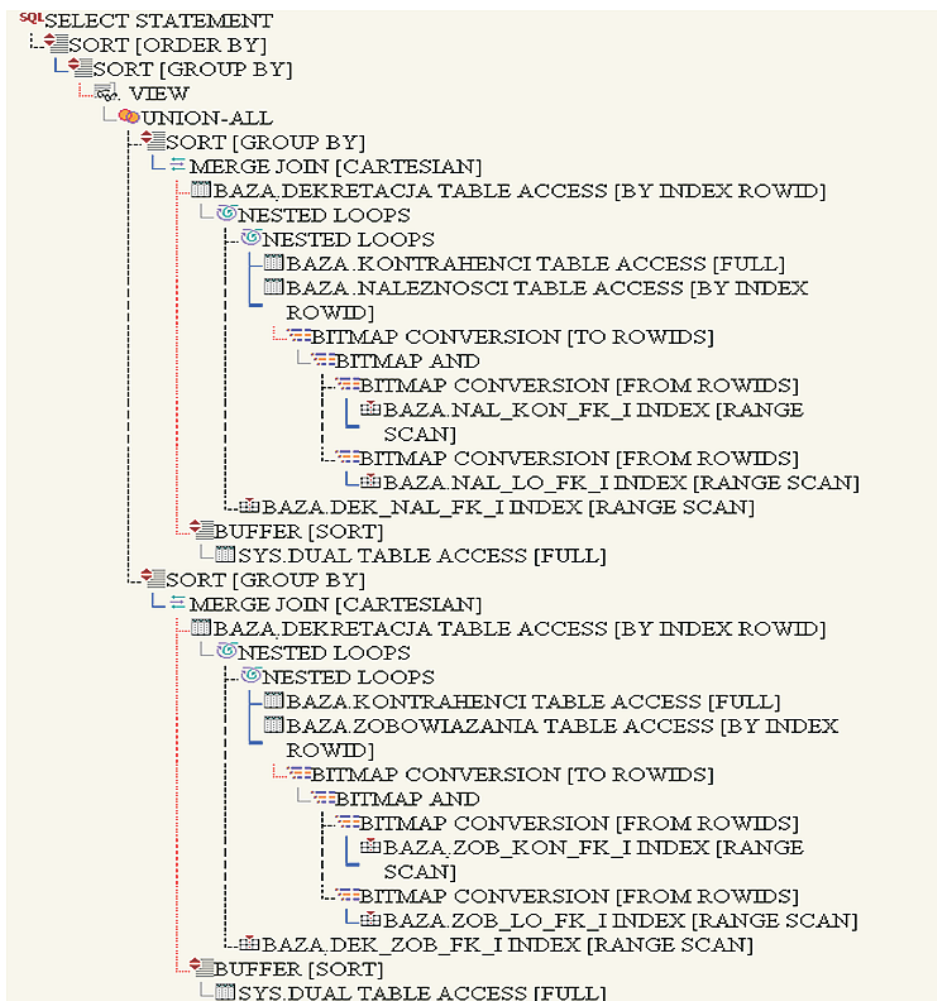 SQL SELECT STATEMENT
SORT [ORDER BY]
SORT [GROUP BY]
VIEW
UNION-ALL
SORT [GROUP BY]
MERGE JOIN [CARTESIAN]
BAZA.DEKRETACJA TABLE ACCESS [BY INDEX ROWID]
NESTED LOOPS
NESTED LOOPS
BAZA.KONTRAHENCI TABLE ACCESS [FULL]
BAZA.NALEZNOSCI TABLE ACCESS [BY INDEX
ROWID]
BITMAP CONVERSION [TO ROWIDS]
BITMAP AND
BITMAP CONVERSION [FROM ROWIDS]
BAZA.NAL_KON_FK_I INDEX [RANGE
SCAN]
BITMAP CONVERSION [FROM ROWIDS]
BAZA.NAL_LO_FK_I INDEX [RANGE SCAN]
BAZA.DEK_NAL_FK_I INDEX [RANGE SCAN]
BUFFER [SORT]
SYS.DUAL TABLE ACCESS [FULL]
SORT [GROUP BY]
MERGE JOIN [CARTESIAN]
BAZA.DEKRETACJA TABLE ACCESS [BY INDEX ROWID]
NESTED LOOPS
NESTED LOOPS
BAZA.KONTRAHENCI TABLE ACCESS [FULL]
BAZA.ZOBOWIAZANIA TABLE ACCESS [BY INDEX
ROWID]
BITMAP CONVERSION [TO ROWIDS]
BITMAP AND
BITMAP CONVERSION [FROM ROWIDS]
BAZA.ZOB_KON_FK_I INDEX [RANGE
SCAN]
BITMAP CONVERSION [FROM ROWIDS]
BAZA.ZOB_LO_FK_I INDEX [RANGE SCAN]
BAZA.DEK_ZOB_FK_I INDEX [RANGE SCAN]
BUFFER [SORT]
SYS.DUAL TABLE ACCESS [FULL]